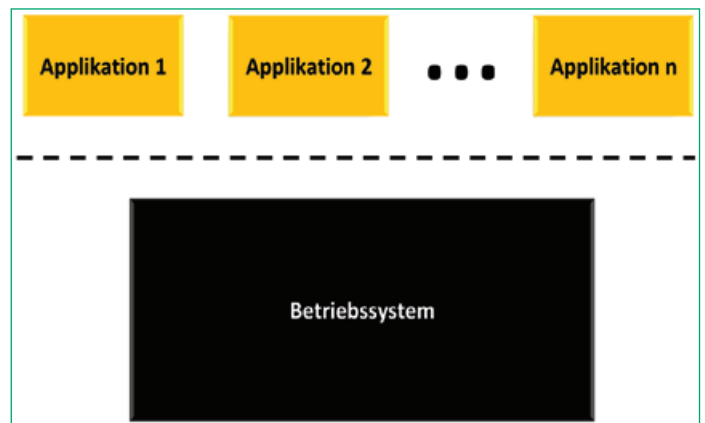 Applikation 1
Applikation 2
...
Applikation n
Betriebssystem